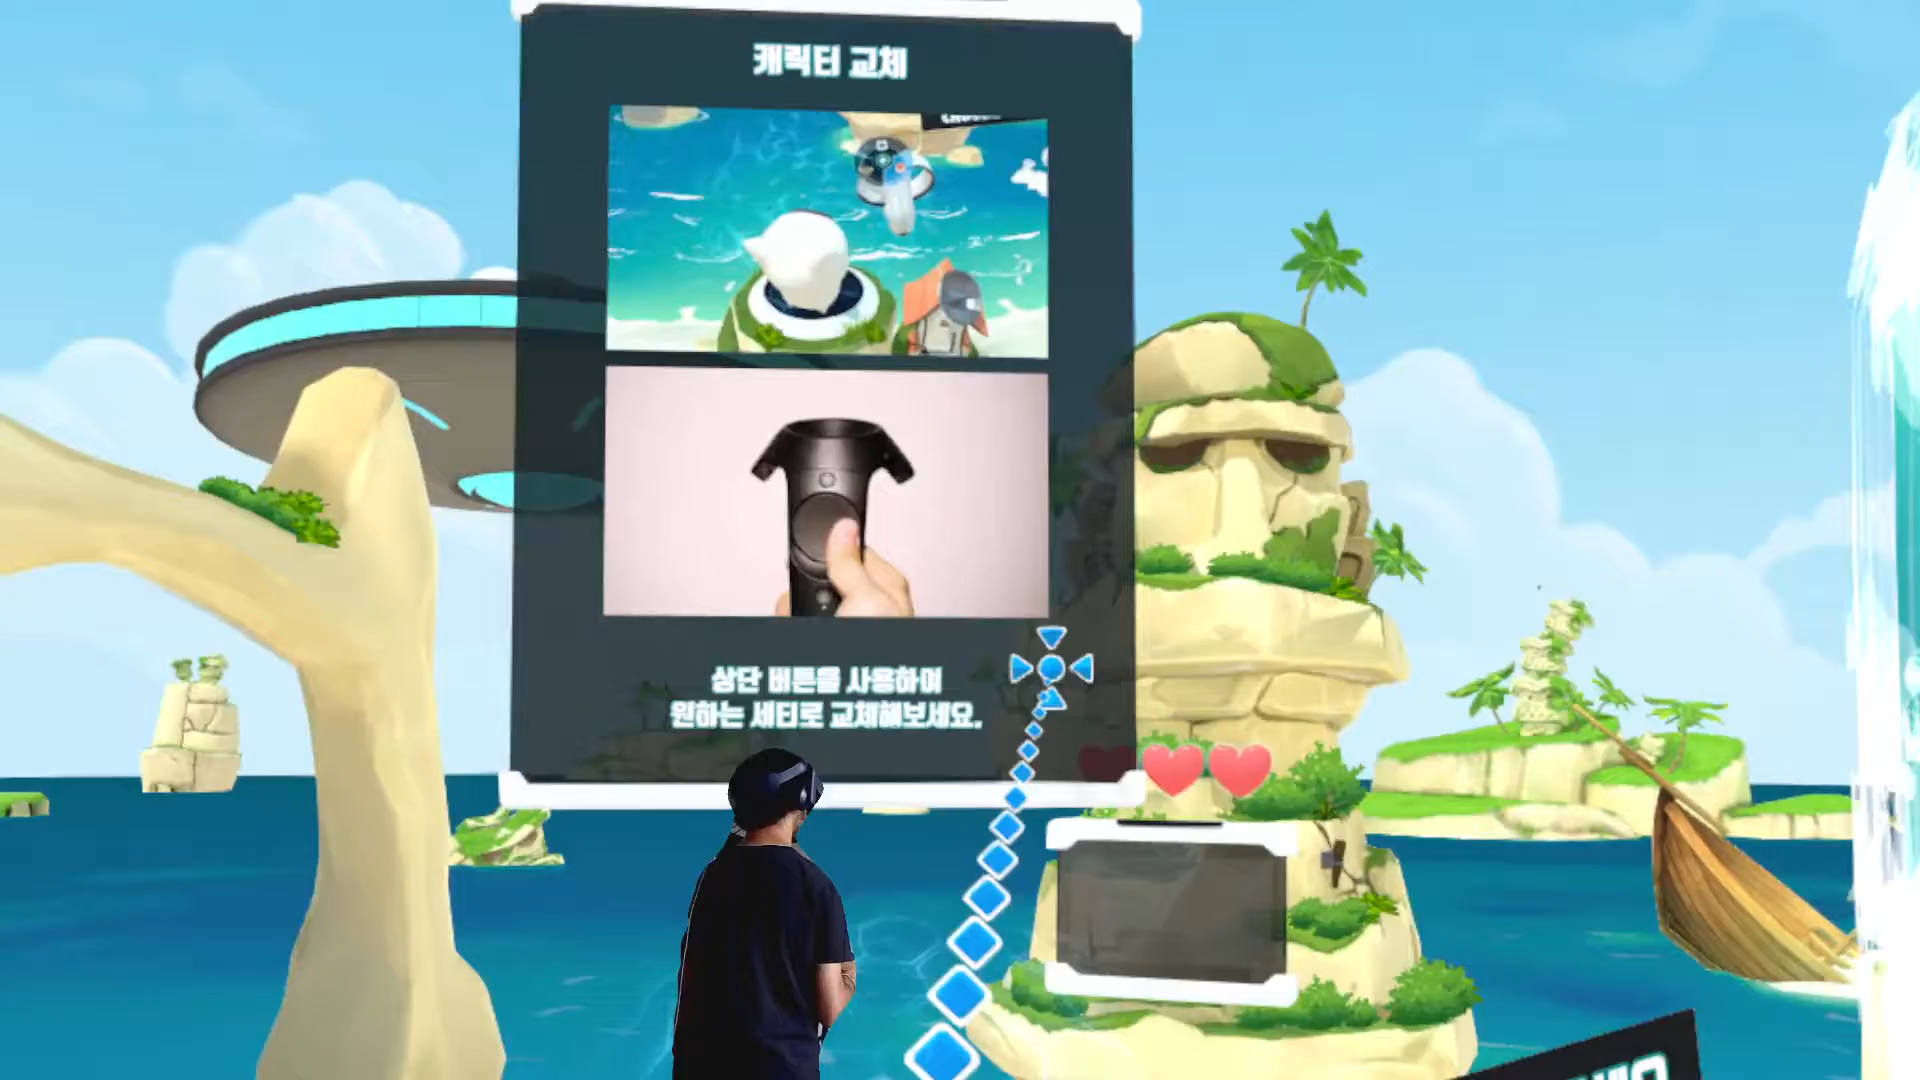 캐릭터 교체
상단 버튼을 사용하여
원하는 세티로 교체해보세요.